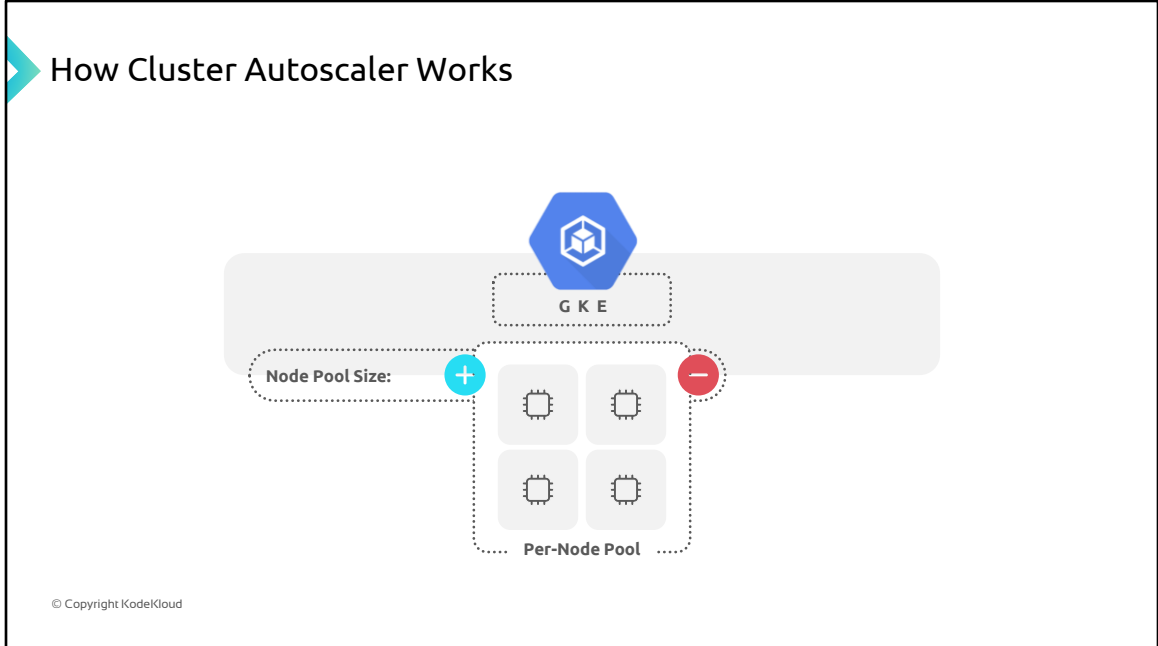 How Cluster Autoscaler Works
G K E
Node Pool Size:
Per-Node Pool
© Copyright KodeKloud